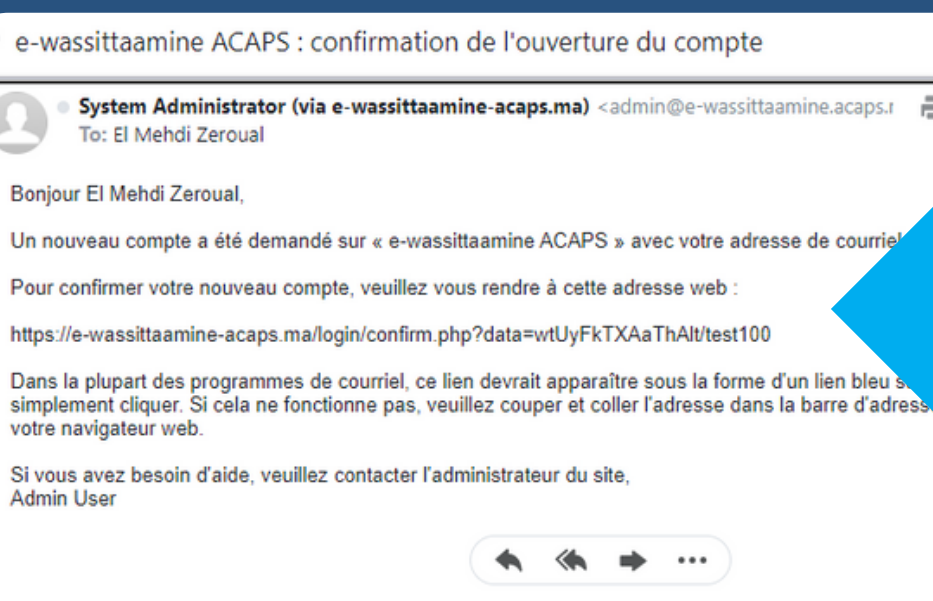 e-wassittaamine ACAPS : confirmation de l'ouverture du compte
System Administrator (via e-wassittaamine-acaps.ma) <admin@e-wassittaamine.acaps.
To: El Mehdi Zeroual
Bonjour El Mehdi Zeroual,
Un nouveau compte a été demandé sur « e-wassittaamine ACAPS » avec votre adresse de courriel
Pour confirmer votre nouveau compte, veuillez vous rendre à cette adresse web :
https://e-wassittaamine-acaps.ma/login/confirm.php?data=wtUyFkTXAaThAlt/test100
Dans la plupart des programmes de courriel, ce lien devrait apparaître sous la forme d'un lien bleu
simplement cliquer. Si cela ne fonctionne pas, veuillez couper et coller l'adresse dans la barre d'adress
votre navigateur web.
Si vous avez besoin d'aide, veuillez contacter l'administrateur du site,
Admin User